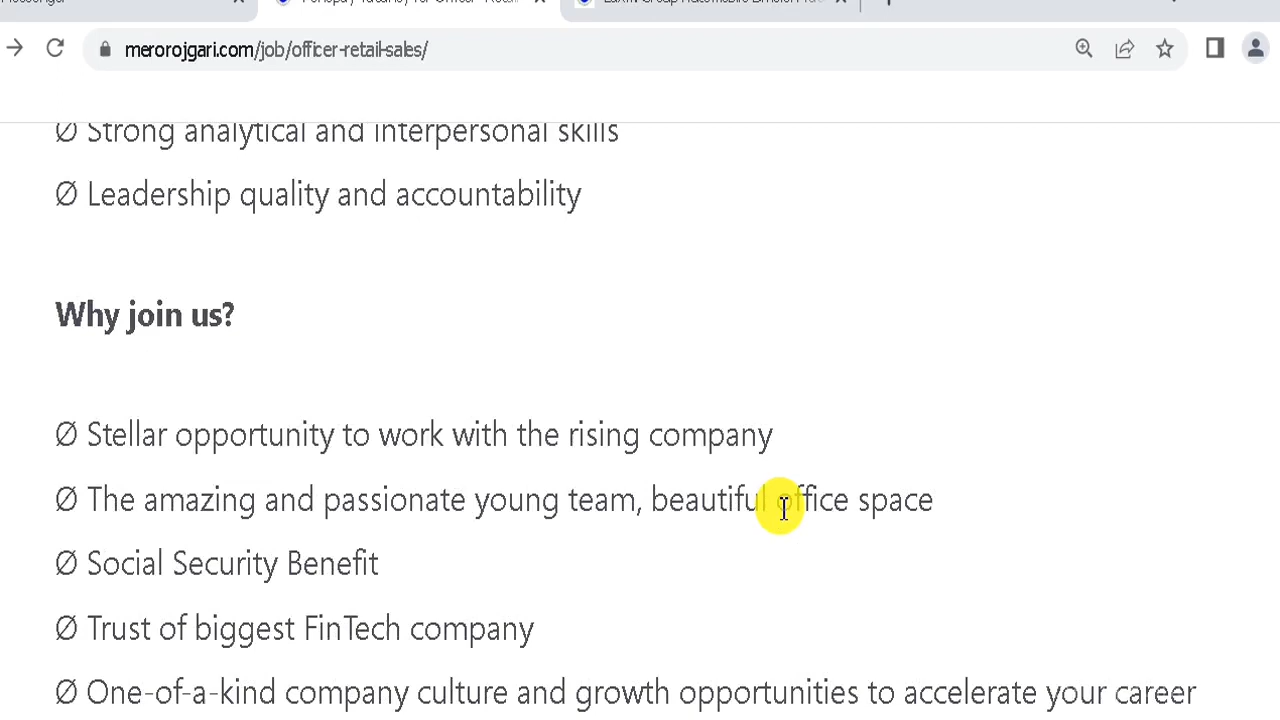 merorojgari.com/job/officer-retail-sales/
Ø Strong analytical and interpersonal skills
Ø Leadership quality and accountability
Why join us?
Ø Stellar opportunity to work with the rising company
Ø The amazing and passionate young team, beautiful office space
Ø Social Security Benefit
Ø Trust of biggest FinTech company
Ø One-of-a-kind company culture and growth opportunities to accelerate your career